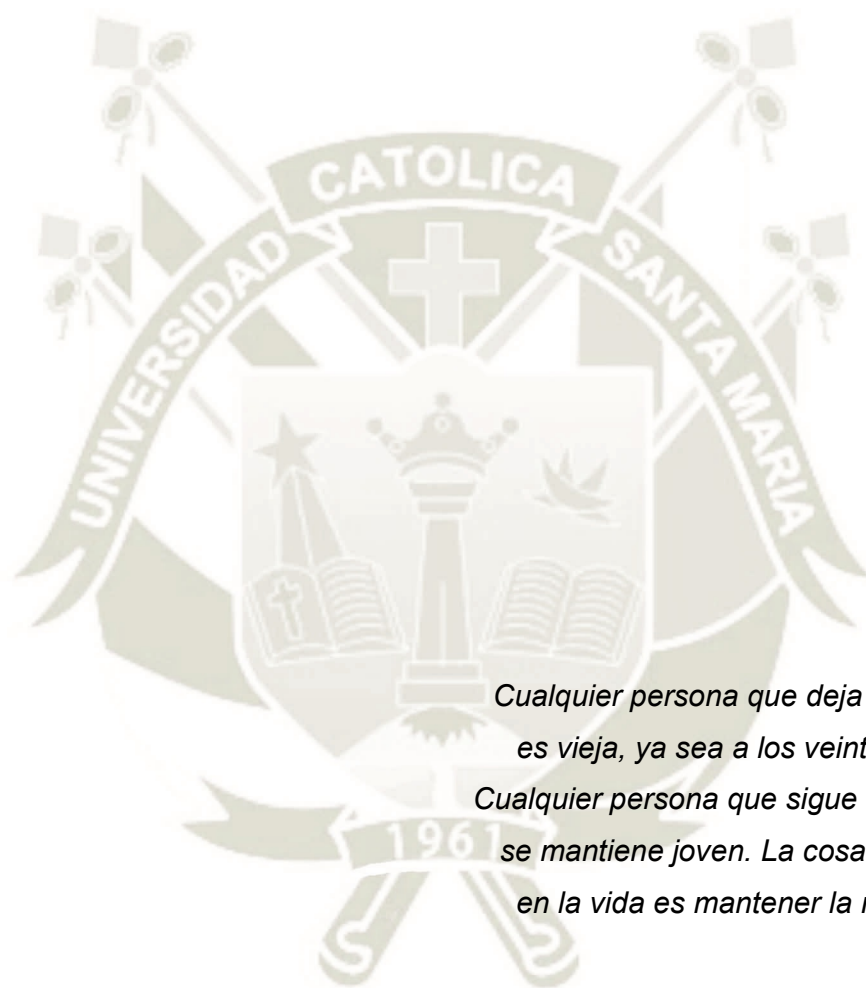 CATOLICA
UNIVERSIDAD
SANTA MARIA
Cualquier persona que deja
es vieja, ya sea a los veint
Cualquier persona que sigue
se mantiene joven. La cosa
en la vida es mantener la
1961